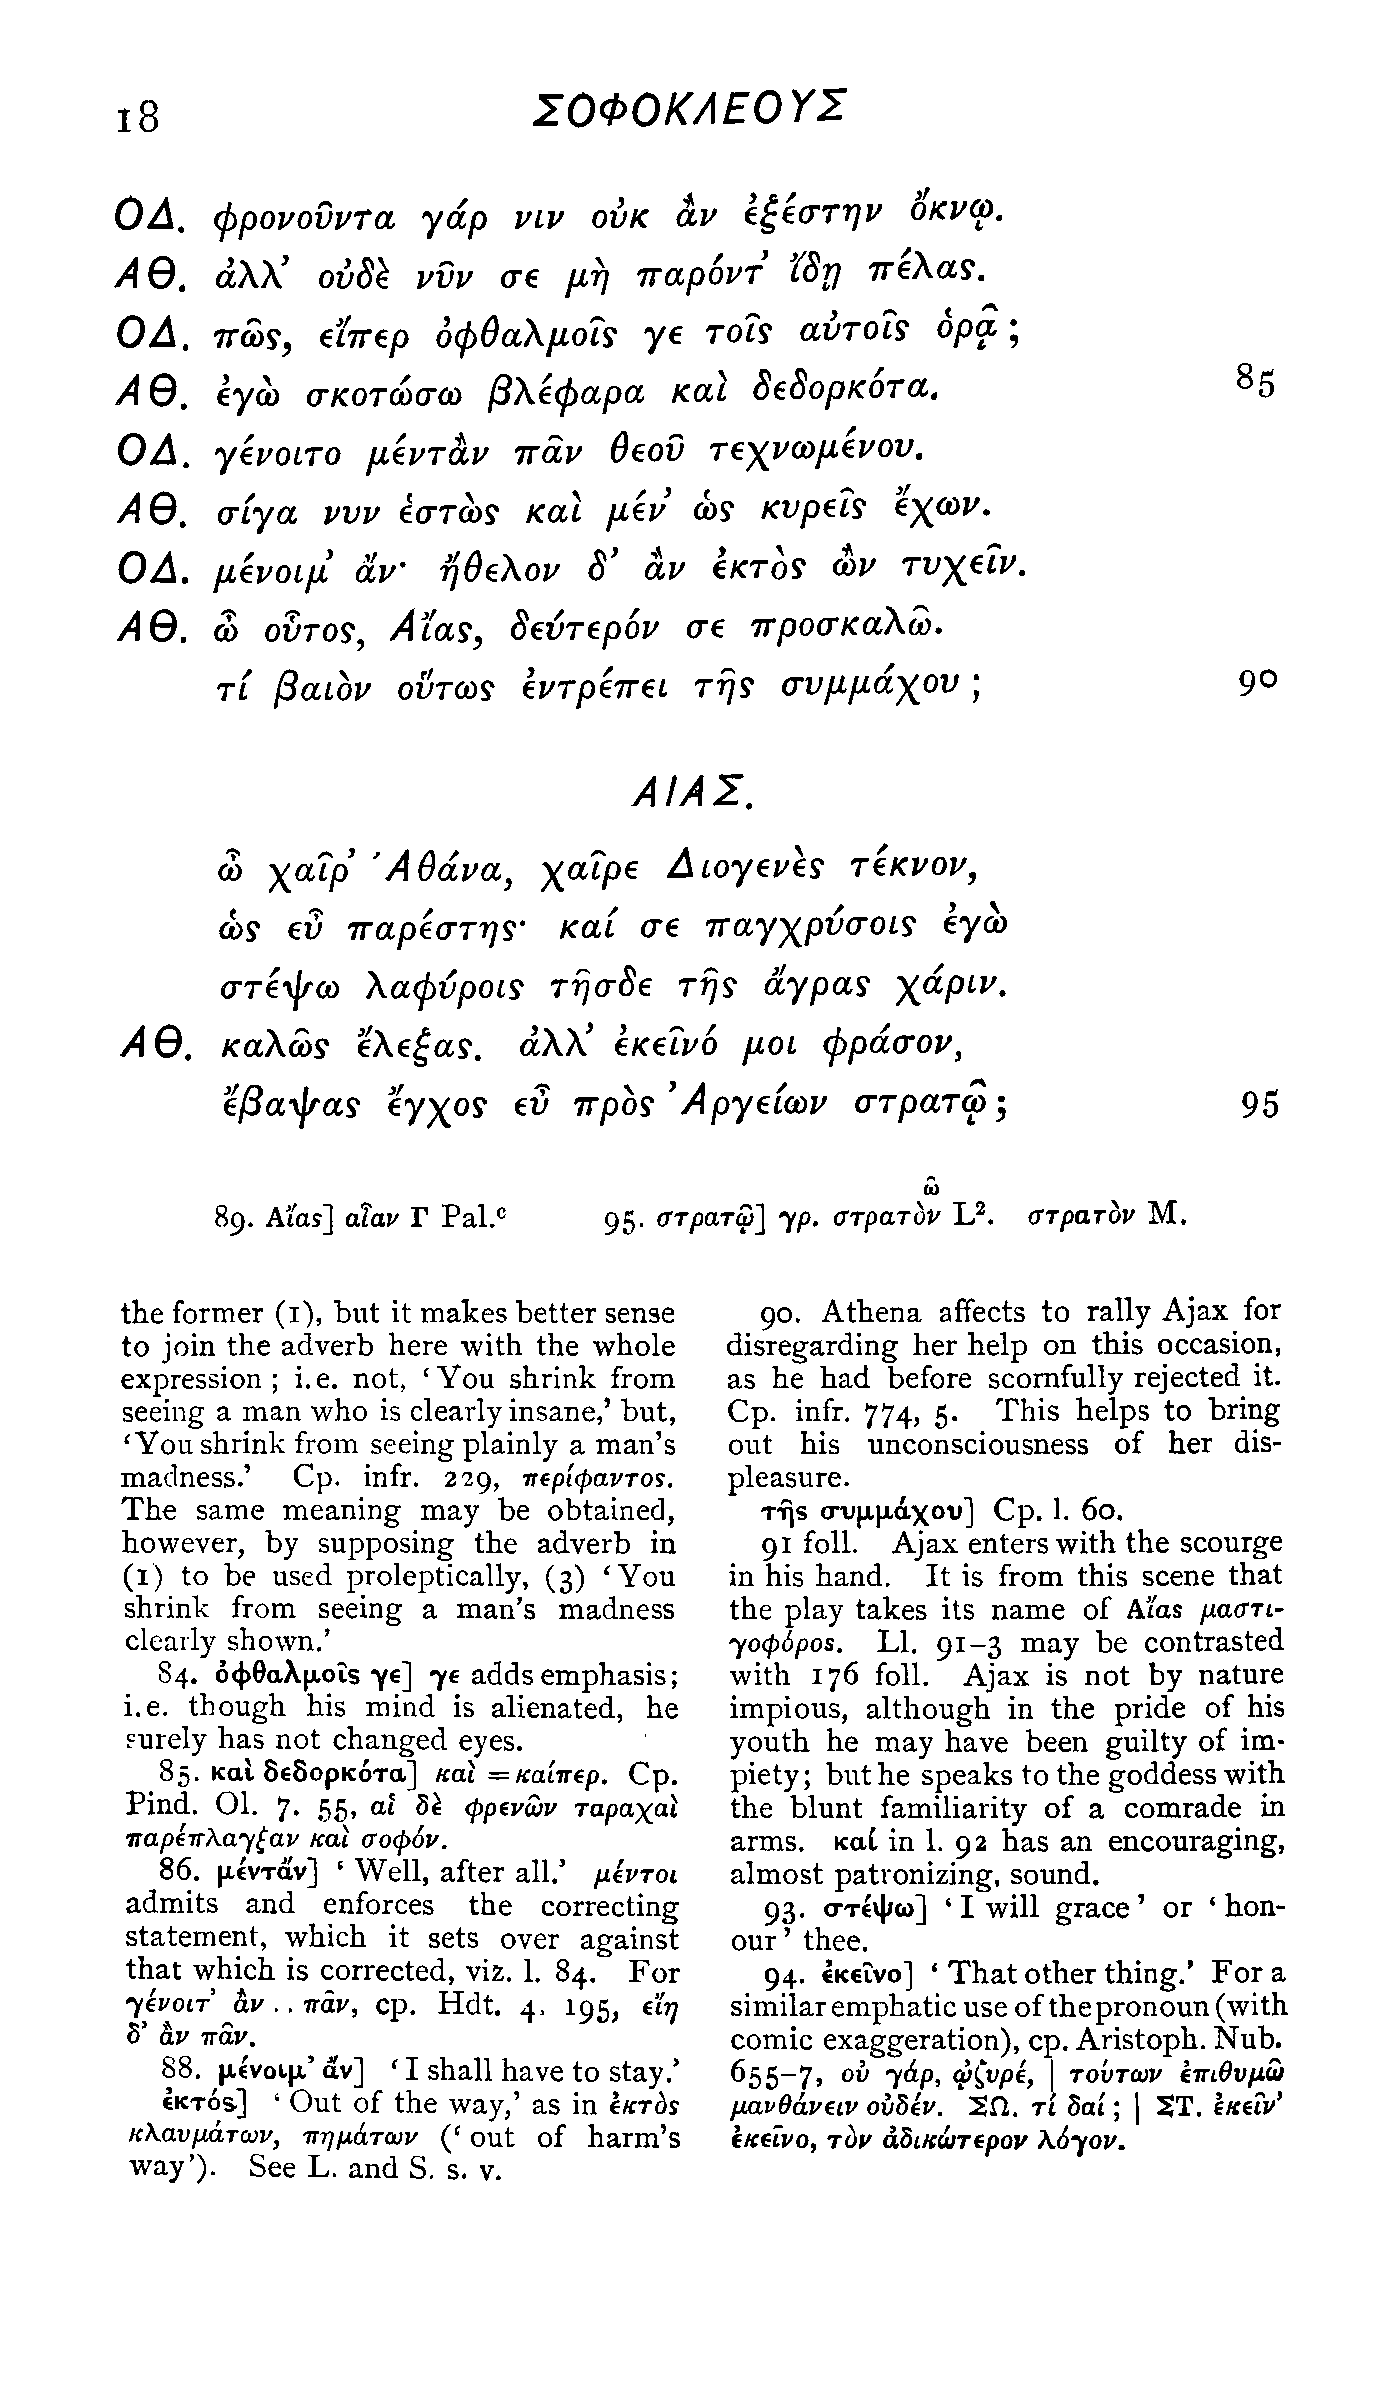 18
ΣΟΦΟΚΛΕΟΥΣ
ΟΔ. φρονοῦντα γάρ νιν οὐκ ἂν ἐξέστην ὄκνῳ.
ΑΘ. ἀλλ’ οὐδὲ νῦν σε μὴ παρόντ’ ἴδῃ πέλας.
ΟΔ. πῶς, εἴπερ ὀφθαλμοῖς γε τοῖς αὐτοῖς ὁρᾷ;
ΑΘ. ἐγὼ σκοτώσω βλέφαρα καὶ δεδορκότα. 85
ΟΔ. γένοιτο μέντἂν πᾶν θεοῦ τεχνωμένου.
ΑΘ. σίγα νυν ἑστὼς καὶ μέν’ ὡς κυρεῖς ἔχων.
ΟΔ. μένοιμ’ ἄν· ἤθελον δ’ ἂν ἐκτὸς ὢν τυχεῖν.
ΑΘ. ὦ οὗτος, Αἴας, δεύτερόν σε προσκαλῶ.
τί βαιὸν οὕτως ἐντρέπει τῆς συμμάχου; 90
ΑΙΑΣ.
ὦ χαῖρ’ Ἀθάνα, χαῖρε Διογενὲς τέκνον,
ὡς εὖ παρέστης· καί σε παγχρύσοις ἐγὼ
στέψω λαφύροις τῆσδε τῆς ἄγρας χάριν.
ΑΘ. καλῶς ἔλεξας. ἀλλ’ ἐκεῖνό μοι φράσον,
ἔβαψας ἔγχος εὖ πρὸς Ἀργείων στρατῷ; 95
ῶ
89. Αἴας] αἶαν Γ Pal.ᶜ 95. στρατῷ] γρ. στρατὸν L². στρατὸν M.
the former (1), but it makes better sense
to join the adverb here with the whole
expression; i.e. not, ‘You shrink from
seeing a man who is clearly insane,’ but,
‘You shrink from seeing plainly a man’s
madness.’ Cp. infr. 229, περίφαντος.
The same meaning may be obtained,
however, by supposing the adverb in
(1) to be used proleptically, (3) ‘You
shrink from seeing a man’s madness
clearly shown.’
84. ὀφθαλμοῖς γε] γε adds emphasis;
i.e. though his mind is alienated, he
surely has not changed eyes.
85. καὶ δεδορκότα] καὶ = καίπερ. Cp.
Pind. Ol. 7. 55, αἱ δὲ φρενῶν ταραχαὶ
παρέπλαγξαν καὶ σοφόν.
86. μέντἄν] ‘Well, after all.’ μέντοι
admits and enforces the correcting
statement, which it sets over against
that which is corrected, viz. l. 84. For
γένοιτ’ ἂν .. πᾶν, cp. Hdt. 4, 195, εἴη
δ’ ἂν πᾶν.
88. μένοιμ’ ἄν] ‘I shall have to stay.’
ἐκτός] ‘Out of the way,’ as in ἐκτὸς
κλαυμάτων, πημάτων (‘out of harm’s
way’). See L. and S. s. v.
90. Athena affects to rally Ajax for
disregarding her help on this occasion,
as he had before scornfully rejected it.
Cp. infr. 774, 5. This helps to bring
out his unconsciousness of her dis-
pleasure.
τῆς συμμάχου] Cp. l. 60.
91 foll. Ajax enters with the scourge
in his hand. It is from this scene that
the play takes its name of Αἴας μαστι-
γοφόρος. Ll. 91–3 may be contrasted
with 176 foll. Ajax is not by nature
impious, although in the pride of his
youth he may have been guilty of im-
piety; but he speaks to the goddess with
the blunt familiarity of a comrade in
arms. καί in l. 92 has an encouraging,
almost patronizing, sound.
93. στέψω] ‘I will grace’ or ‘hon-
our’ thee.
94. ἐκεῖνο] ‘That other thing.’ For a
similar emphatic use of the pronoun (with
comic exaggeration), cp. Aristoph. Nub.
655–7, οὐ γάρ, ᾠζυρέ, | τούτων ἐπιθυμῶ
μανθάνειν οὐδέν. ΣΩ. τί δαί; | ΣΤ. ἐκεῖν’
ἐκεῖνο, τὸν ἀδικώτερον λόγον.